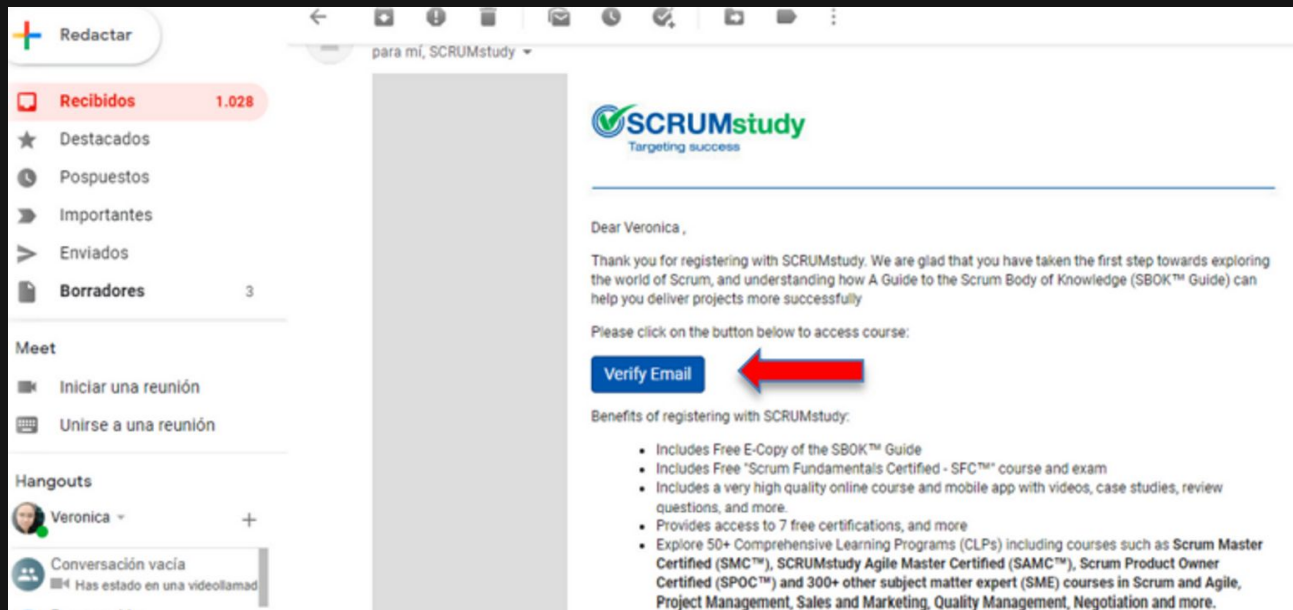 Redactar
para mí, SCRUMstudy
Recibidos 1.028
Destacados
Pospuestos
Importantes
Enviados
Borradores 3
Meet
Iniciar una reunión
Unirse a una reunión
Hangouts
Veronica
Conversación vacía
Has estado en una videollamad
SCRUMstudy
Targeting success
Dear Veronica ,
Thank you for registering with SCRUMstudy. We are glad that you have taken the first step towards exploring
the world of Scrum, and understanding how A Guide to the Scrum Body of Knowledge (SBOK™ Guide) can
help you deliver projects more successfully
Please click on the button below to access course:
Verify Email
Benefits of registering with SCRUMstudy:
• Includes Free E-Copy of the SBOK™ Guide
• Includes Free "Scrum Fundamentals Certified - SFC™" course and exam
• Includes a very high quality online course and mobile app with videos, case studies, review
questions, and more.
• Provides access to 7 free certifications, and more
• Explore 50+ Comprehensive Learning Programs (CLPs) including courses such as Scrum Master
Certified (SMC™), SCRUMstudy Agile Master Certified (SAMC™), Scrum Product Owner
Certified (SPOC™) and 300+ other subject matter expert (SME) courses in Scrum and Agile,
Project Management, Sales and Marketing, Quality Management, Negotiation and more.